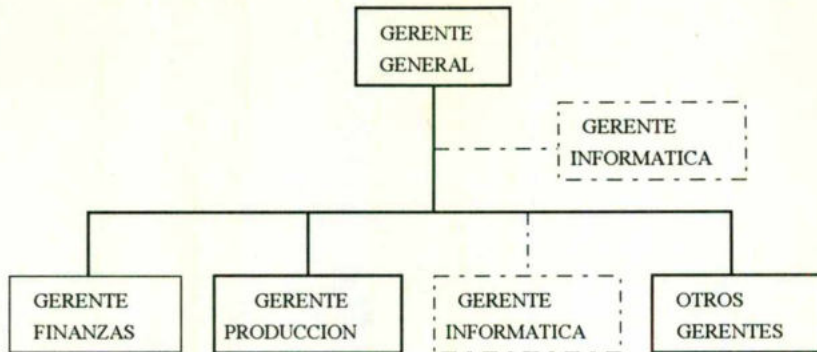 GERENTE
GENERAL
GERENTE
INFORMATICA
GERENTE
FINANZAS
GERENTE
PRODUCCION
GERENTE
INFORMATICA
OTROS
GERENTES